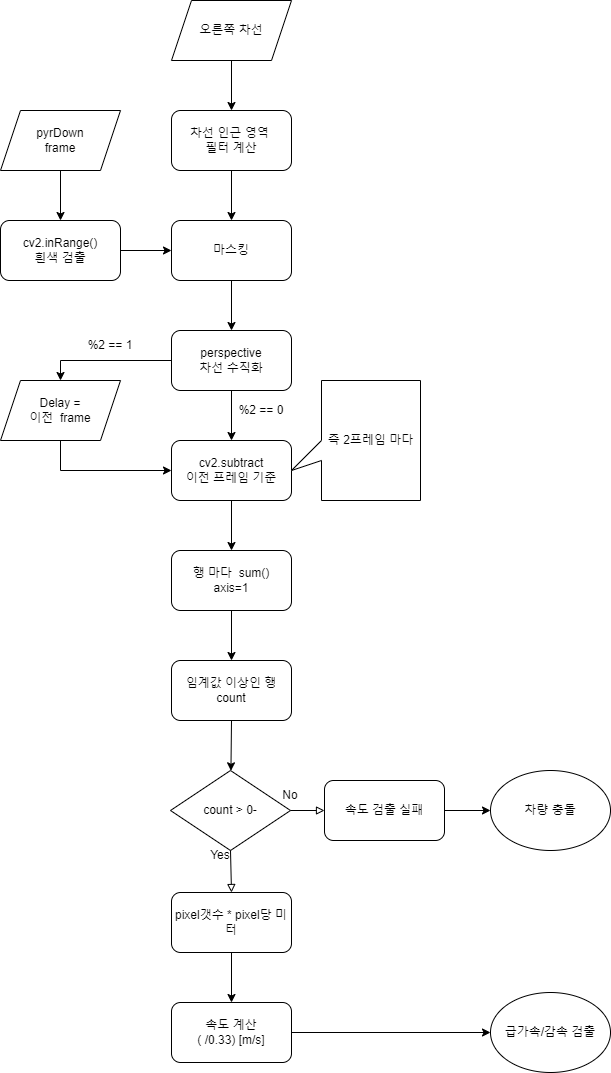 오른쪽 차선
pyrDown
frame
차선 인근 영역
필터 계산
cv2.inRange()
흰색 검출
마스킹
%2 == 1
perspective
차선 수직화
Delay =
이전  frame
%2 == 0
즉 2프레임 마다
cv2.subtract
이전 프레임 기준
행 마다  sum()
axis=1
임계값 이상인 행
count
count > 0-
No
속도 검출 실패
차량 충돌
Yes
pixel갯수 * pixel당 미
터
속도 계산
( /0.33) [m/s]
급가속/감속 검출